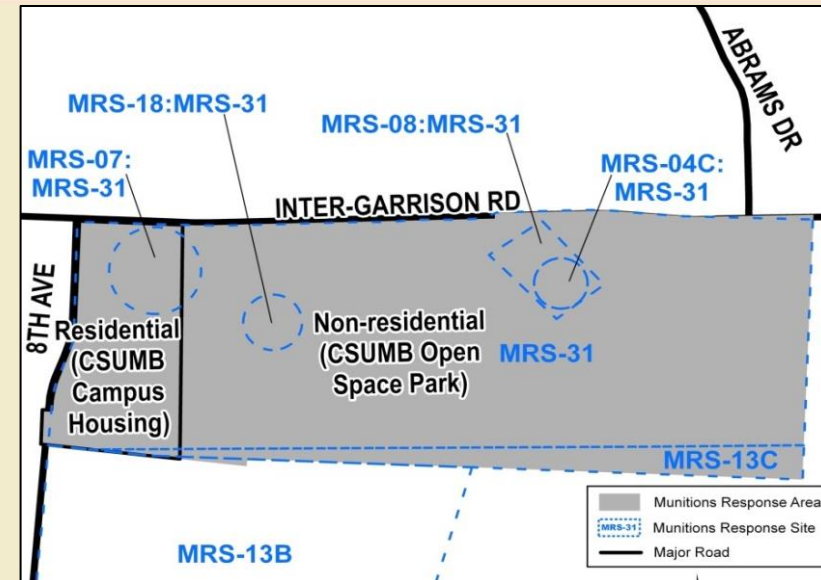 ABRAMS DR
MRS-18:MRS-31
MRS-08:MRS-31
MRS-07:
MRS-31
MRS-04C:
MRS-31
INTER-GARRISON RD
8TH AVE
Residential
(CSUMB
Campus
Housing)
Non-residential
(CSUMB Open
Space Park)
MRS-31
MRS-13C
MRS-13B
Munitions Response Area
MRS-31
Munitions Response Site
Major Road